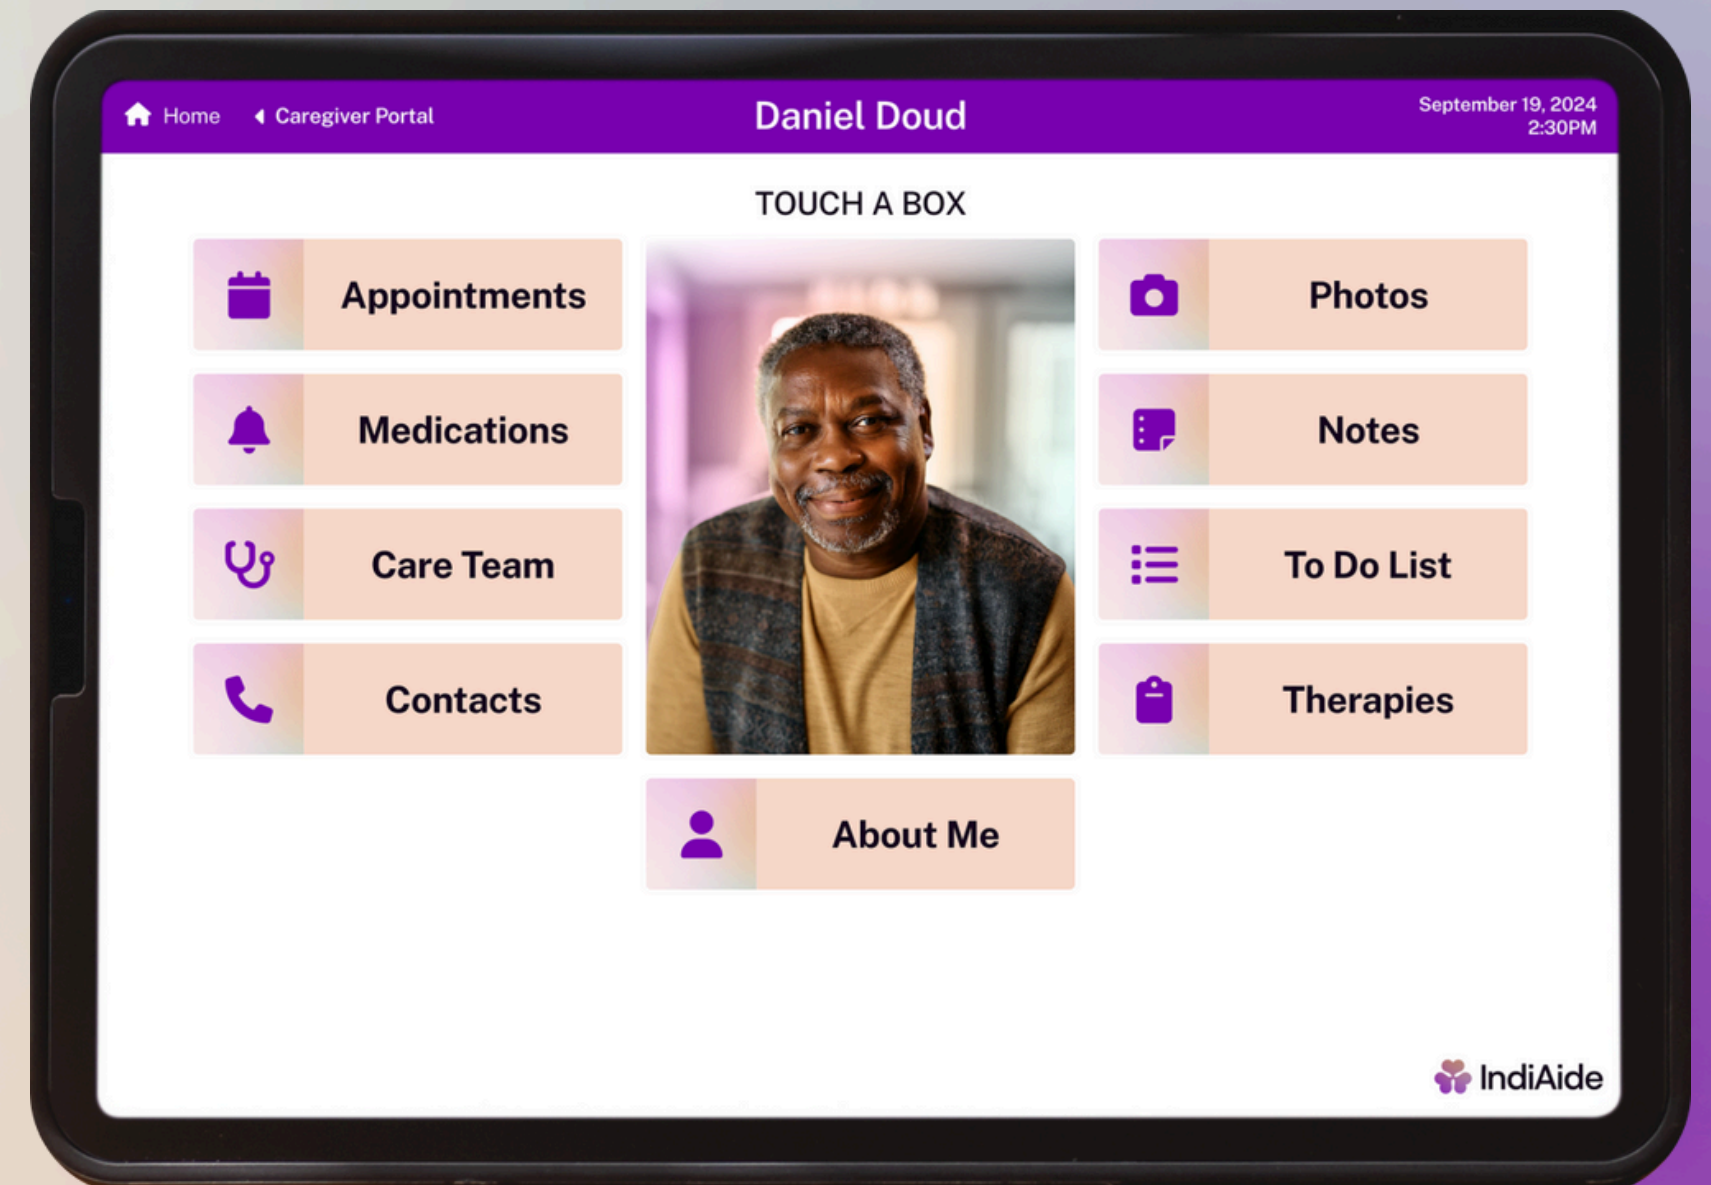 Home
Caregiver Portal
Daniel Doud
September 19, 2024
2:30PM
TOUCH A BOX
Appointments
Medications
Care Team
Contacts
Photos
Notes
To Do List
Therapies
About Me
IndiAide